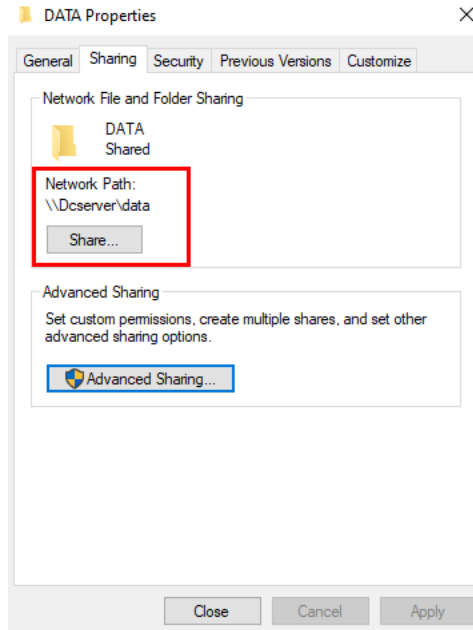 DATA Properties
General Sharing Security Previous Versions Customize
Network File and Folder Sharing
DATA
Shared
Network Path:
\\Dcserver\data
Share...
Advanced Sharing
Set custom permissions, create multiple shares, and set other
advanced sharing options.
Advanced Sharing...
Close Cancel Apply